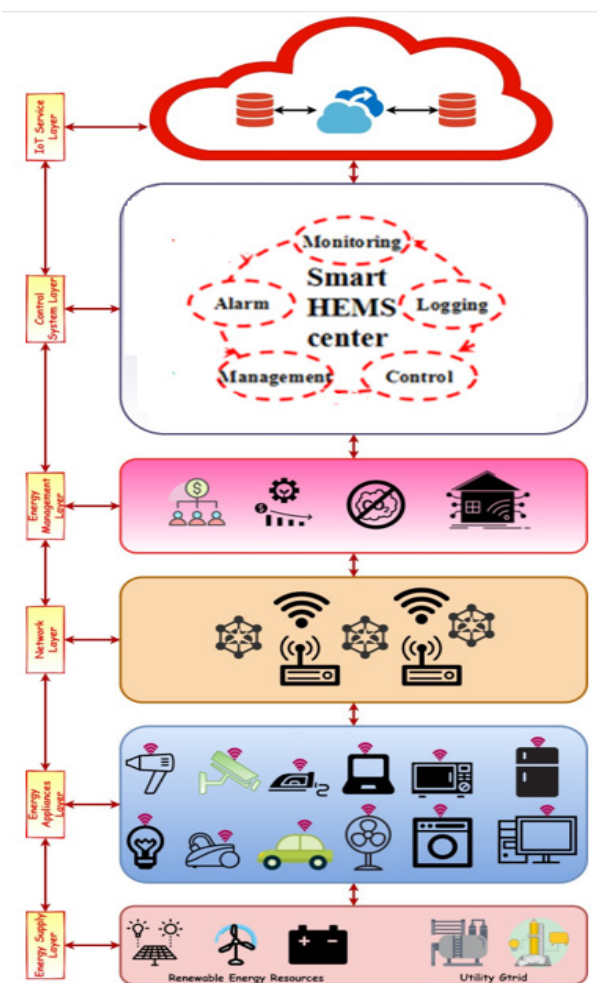 IoT Service
Layer
Monitoring
Smart
HEMS
center
Alarm
Logging
Management
Control
Control
System Layer
Energy
Management
Layer
$
$
Network
Layer
Energy
Appliances
Layer
Energy Supply
Layer
Renewable Energy Resources
Utility Gtrid